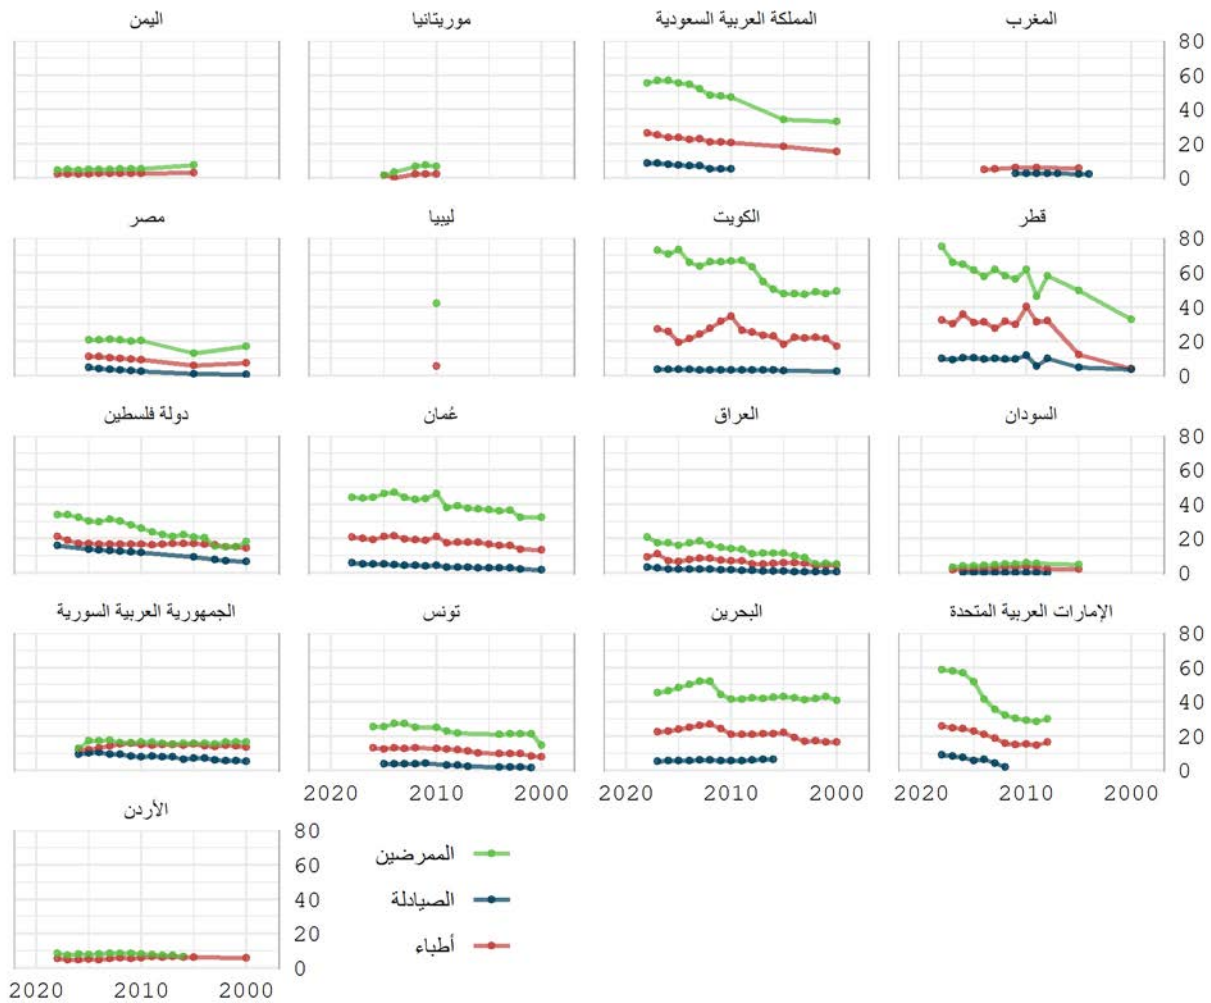 المغرب
المملكة العربية السعودية
موريتانيا
اليمن
80
60
40
20
0
قطر
الكويت
ليبيا
مصر
80
60
40
20
0
السودان
العراق
عُمان
دولة فلسطين
80
60
40
20
0
الإمارات العربية المتحدة
البحرين
تونس
الجمهورية العربية السورية
80
60
40
20
0
2020 2010 2000 2020 2010 2000 2020 2010 2000
الأردن
80
60
40
20
0
2020 2010 2000
الممرضين
الصيادلة
أطباء